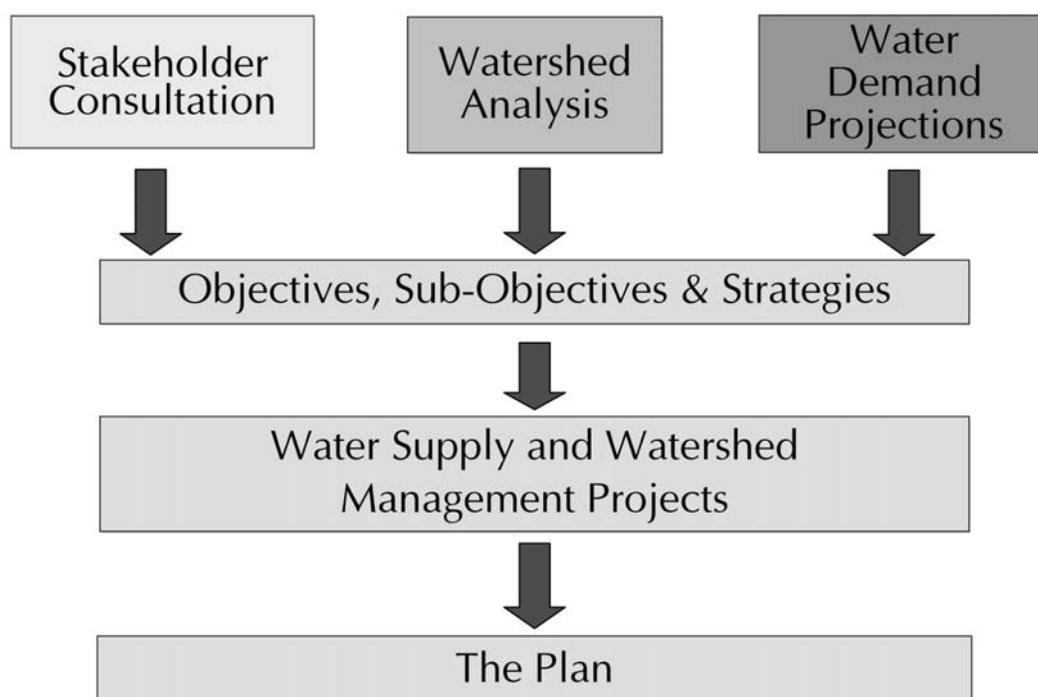 Stakeholder
Consultation
Watershed
Analysis
Water
Demand
Projections
Objectives, Sub-Objectives & Strategies
Water Supply and Watershed
Management Projects
The Plan